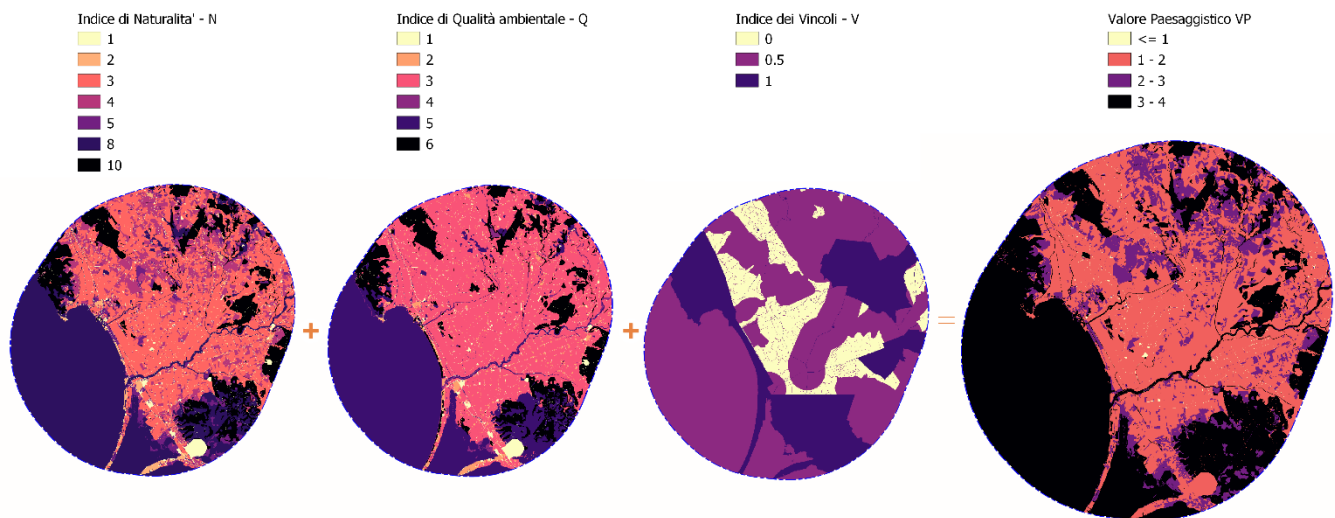 Indice di Naturalita' - N
1
2
3
4
5
8
10
Indice di Qualità ambientale - Q
1
2
3
4
5
6
Indice dei Vincoli - V
0
0.5
1
Valore Paesaggistico VP
<= 1
1 - 2
2 - 3
3 - 4
+
+
=